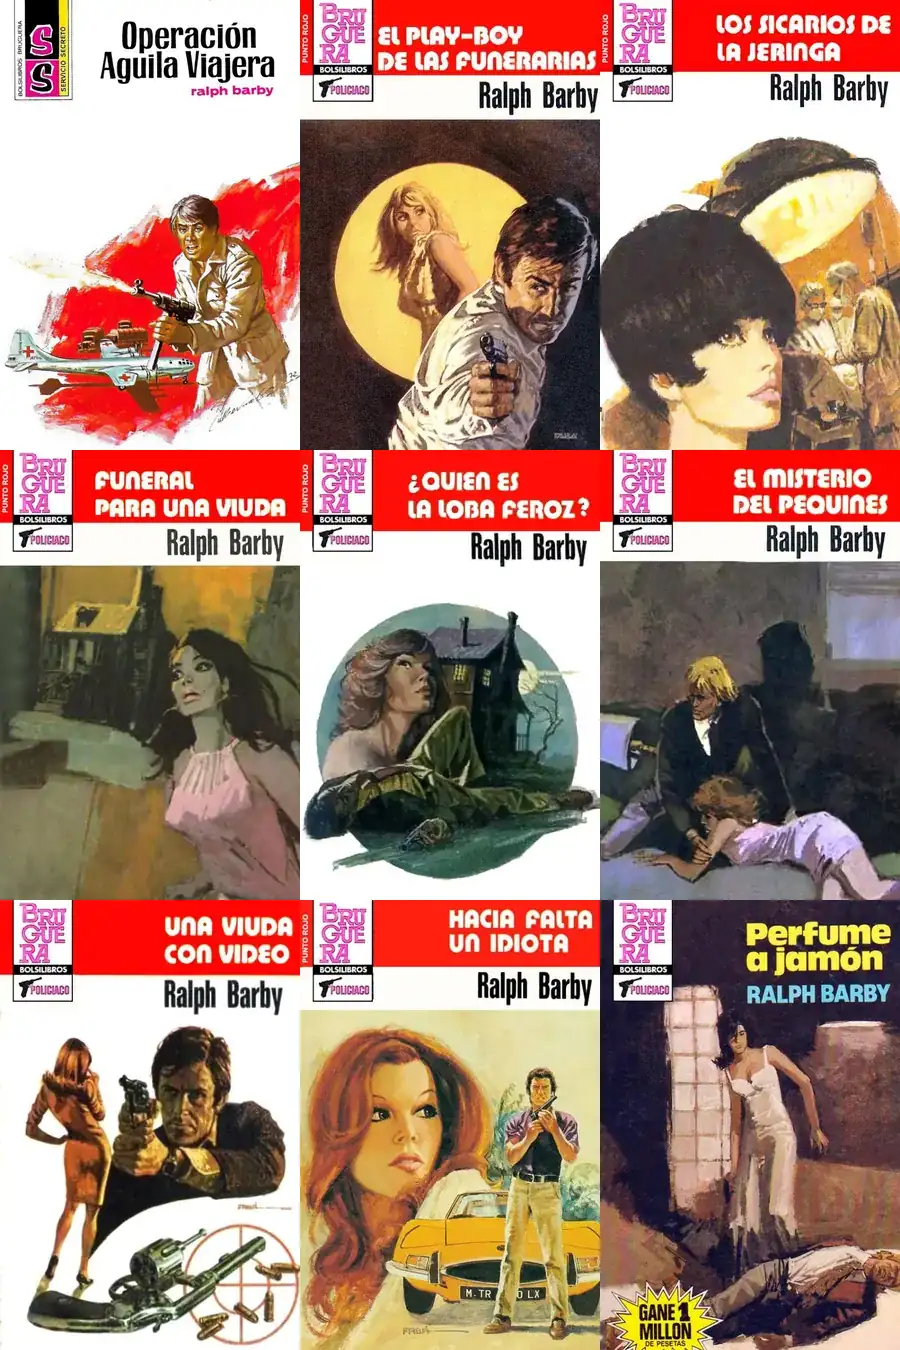 BOLSILIBROS BRUGUERA
SS
SERVICIO SECRETO
Operación
Aguila Viajera
ralph barby
PUNTO ROJO
BRU
GUE
RA
BOLSILIBROS
POLICIACO
EL PLAY-BOY
DE LAS FUNERARIAS
Ralph Barby
PUNTO ROJO
BRU
GUE
RA
BOLSILIBROS
POLICIACO
LOS SICARIOS DE
LA JERINGA
Ralph Barby
PUNTO ROJO
BRU
GUE
RA
BOLSILIBROS
POLICIACO
FUNERAL
PARA UNA VIUDA
Ralph Barby
BRU
GUE
RA
BOLSILIBROS
POLICIACO
¿QUIEN ES
LA LOBA FEROZ?
Ralph Barby
BRU
GUE
RA
BOLSILIBROS
POLICIACO
EL MISTERIO
DEL PEQUINES
Ralph Barby
BRU
GUE
RA
BOLSILIBROS
POLICIACO
UNA VIUDA
CON VIDEO
Ralph Barby
PUNTO ROJO
BRU
GUE
RA
BOLSILIBROS
POLICIACO
HACIA FALTA
UN IDIOTA
Ralph Barby
BRU
GUE
RA
BOLSILIBROS
POLICIACO
Perfume
a jamón
RALPH BARBY
GANE 1
MILLON
DE PESETAS